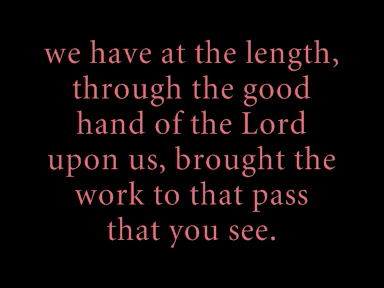 we have at the length,
through the good
hand of the Lord
upon us, brought the
work to that pass
that you see.